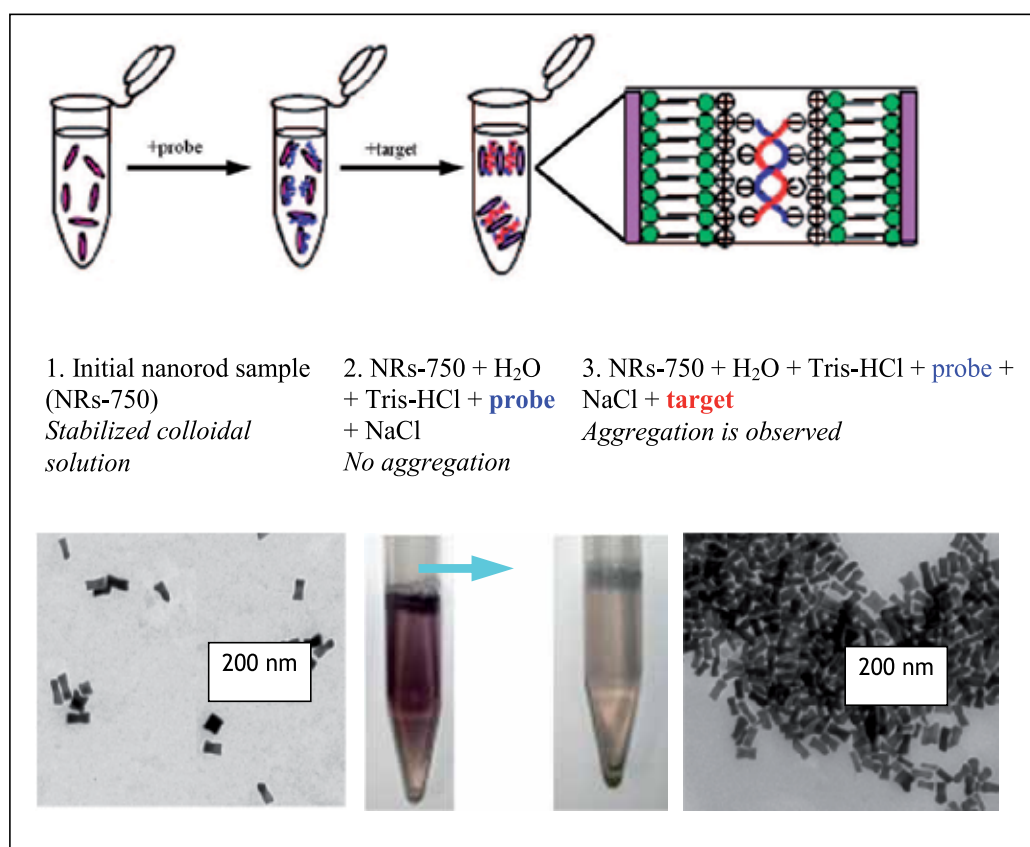 +probe
+target
1. Initial nanorod sample
(NRs-750)
Stabilized colloidal
solution
2. NRs-750 + H₂O
+ Tris-HCl + probe
+ NaCl
No aggregation
3. NRs-750 + H₂O + Tris-HCl + probe +
NaCl + target
Aggregation is observed
200 nm
200 nm